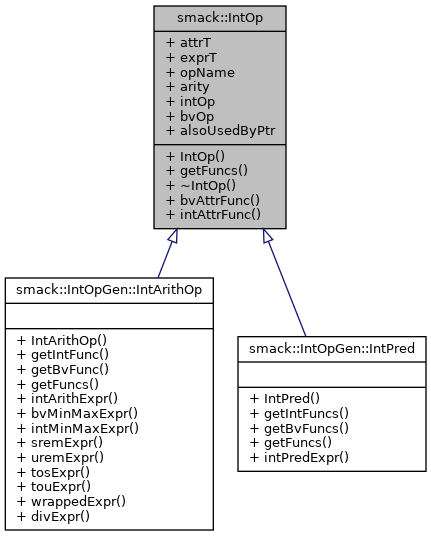 smack::IntOp
+ attrT
+ exprT
+ opName
+ arity
+ intOp
+ bvOp
+ alsoUsedByPtr
+ IntOp()
+ getFuncs()
+ ~IntOp()
+ bvAttrFunc()
+ intAttrFunc()
smack::IntOpGen::IntArithOp
+ IntArithOp()
+ getIntFunc()
+ getBvFunc()
+ getFuncs()
+ intArithExpr()
+ bvMinMaxExpr()
+ intMinMaxExpr()
+ sremExpr()
+ uremExpr()
+ tosExpr()
+ touExpr()
+ wrappedExpr()
+ divExpr()
smack::IntOpGen::IntPred
+ IntPred()
+ getIntFuncs()
+ getBvFuncs()
+ getFuncs()
+ intPredExpr()